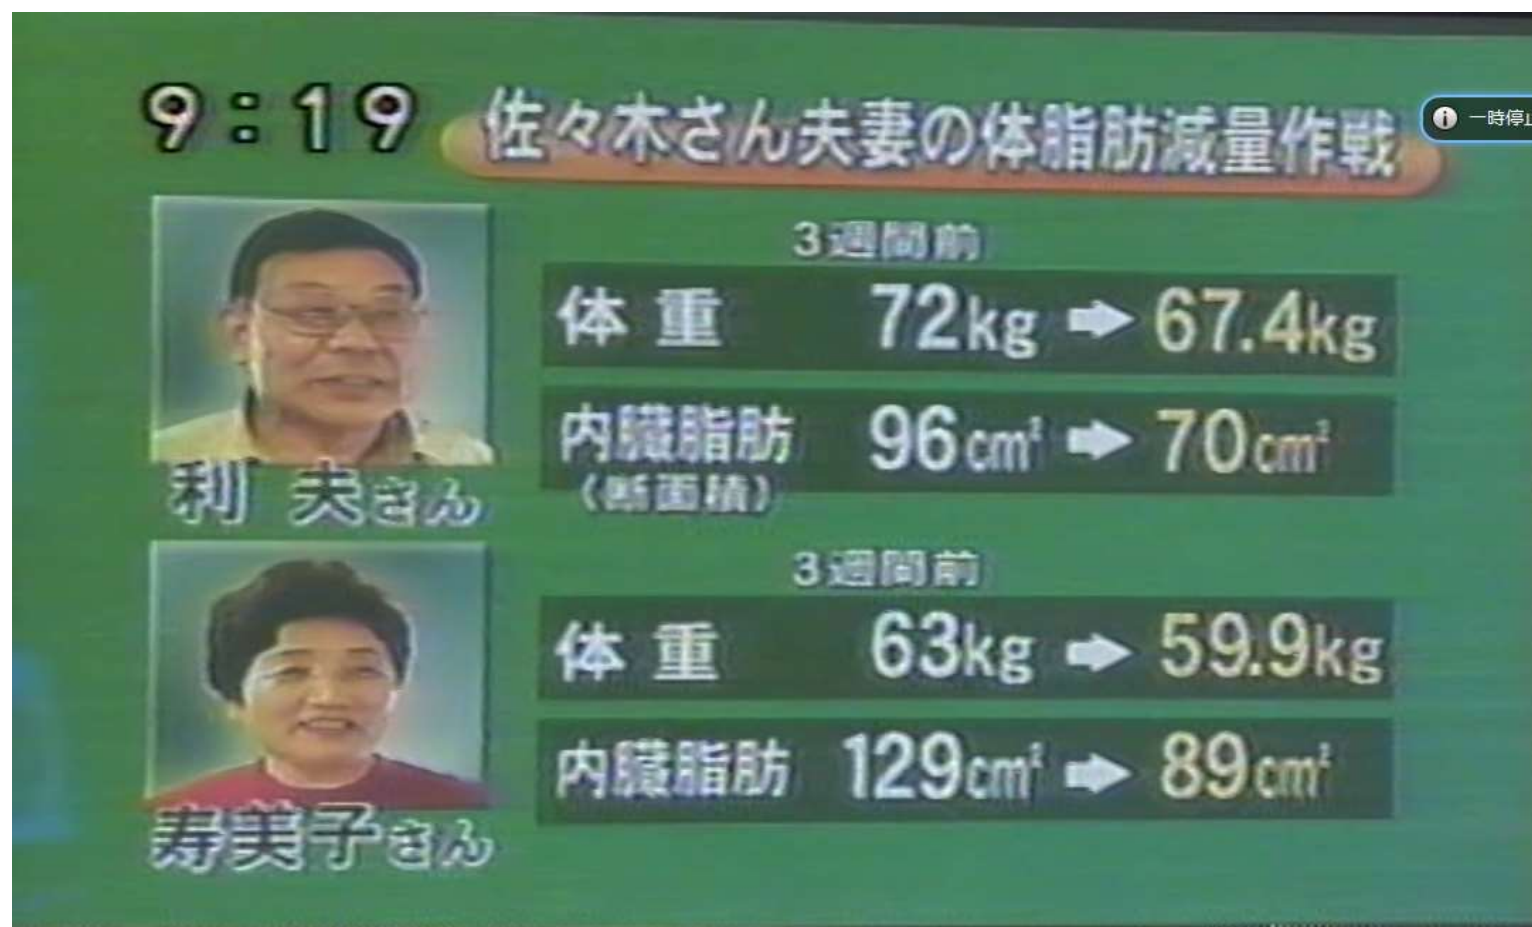 9:19 佐々木さん夫妻の体脂肪減量作戦
一時停止
3週間前
体重 72kg ➡ 67.4kg
内臓脂肪 96cm² ➡ 70cm²
(断面積)
利夫さん
3週間前
体重 63kg ➡ 59.9kg
内臓脂肪 129cm² ➡ 89cm²
寿美子さん